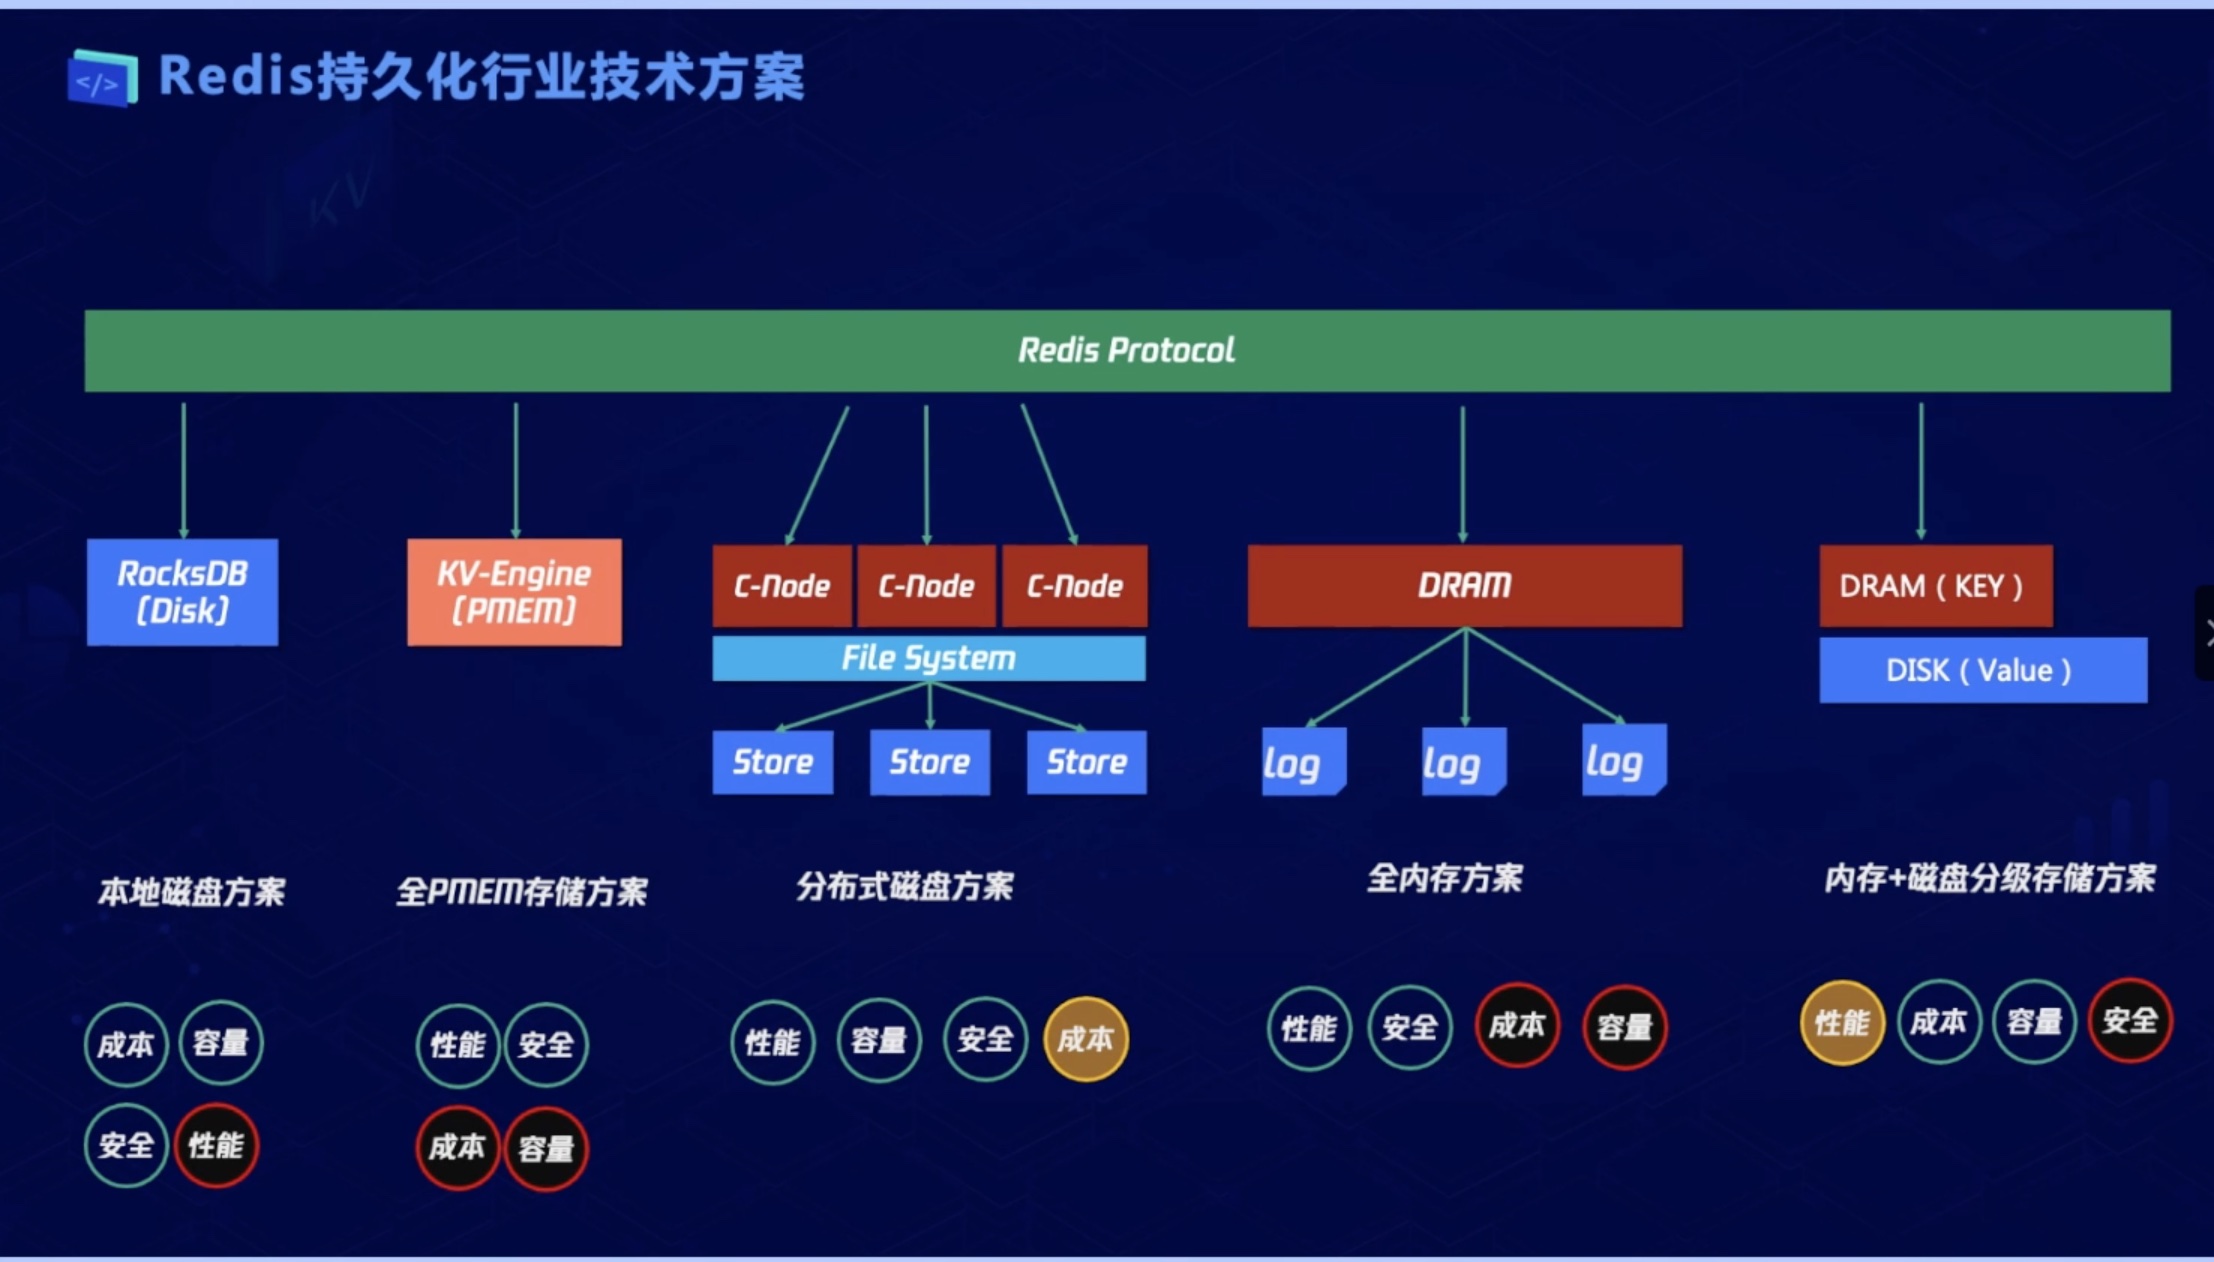 </>
Redis持久化行业技术方案
KV
Redis Protocol
RocksDB
(Disk)
KV-Engine
(PMEM)
C-Node
C-Node
C-Node
File System
Store
Store
Store
DRAM
log
log
log
DRAM（KEY）
DISK（Value）
本地磁盘方案
全PMEM存储方案
分布式磁盘方案
全内存方案
内存+磁盘分级存储方案
成本
容量
安全
性能
性能
安全
成本
容量
性能
容量
安全
成本
性能
安全
成本
容量
性能
成本
容量
安全